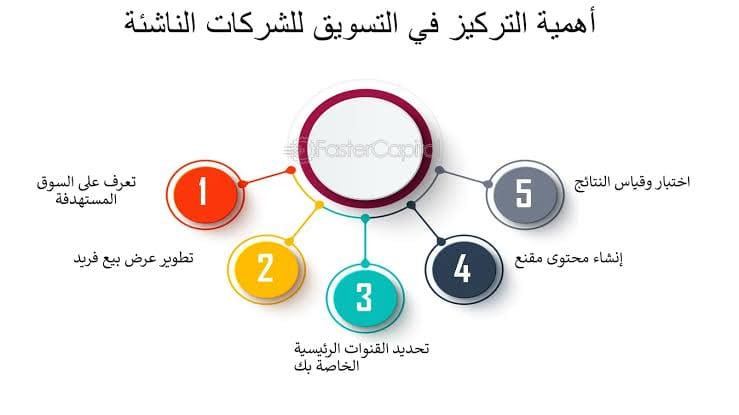 أهمية التركيز في التسويق للشركات الناشئة
FasterCapital
1
تعرف على السوق
المستهدفة
2
تطوير عرض بيع فريد
3
تحديد القنوات الرئيسية
الخاصة بك
4
إنشاء محتوى مقنع
5
اختبار وقياس النتائج